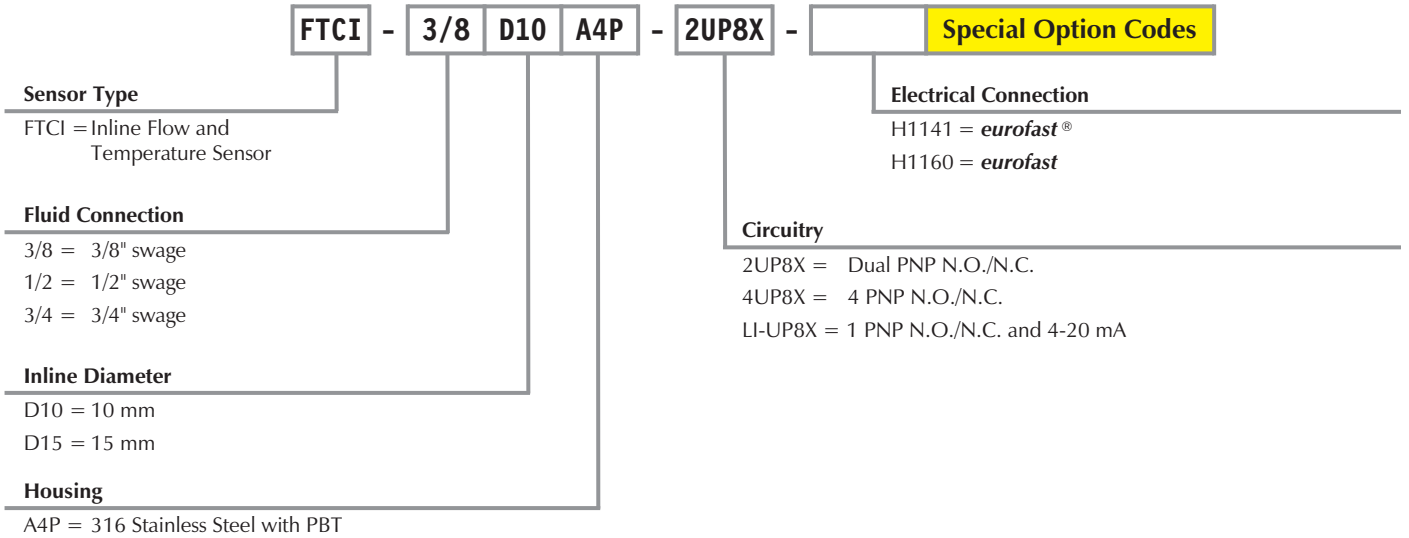 FTCI - 3/8 D10 A4P - 2UP8X - Special Option Codes
Sensor Type
FTCI = Inline Flow and
Temperature Sensor
Fluid Connection
3/8 = 3/8" swage
1/2 = 1/2" swage
3/4 = 3/4" swage
Inline Diameter
D10 = 10 mm
D15 = 15 mm
Housing
A4P = 316 Stainless Steel with PBT
Electrical Connection
H1141 = eurofast ®
H1160 = eurofast
Circuitry
2UP8X = Dual PNP N.O./N.C.
4UP8X = 4 PNP N.O./N.C.
LI-UP8X = 1 PNP N.O./N.C. and 4-20 mA